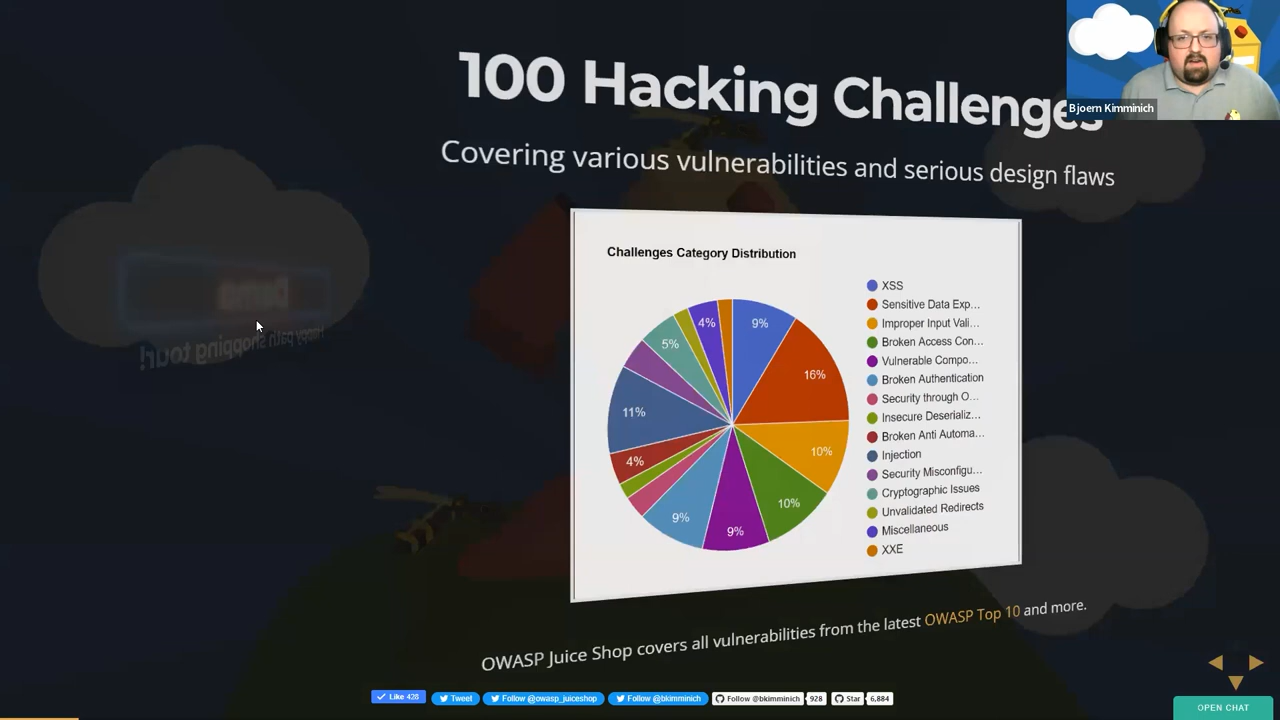 100 Hacking Challenges
Bjoern Kimminich
Covering various vulnerabilities and serious design flaws
Challenges Category Distribution
XSS
Sensitive Data Exp...
Improper Input Vali...
Broken Access Con...
Vulnerable Compo...
Broken Authentication
Security through O...
Insecure Deserializ...
Broken Anti Automa...
Injection
Security Misconfigu...
Cryptographic Issues
Unvalidated Redirects
Miscellaneous
XXE
4%
9%
5%
16%
11%
10%
4%
10%
9%
9%
happy path shopping tour!
OWASP Juice Shop covers all vulnerabilities from the latest OWASP Top 10 and more.
Like 428
Tweet
Follow @owasp_juiceshop
Follow @bkimminich
Follow @bkimminich 928
Star 6,884
OPEN CHAT